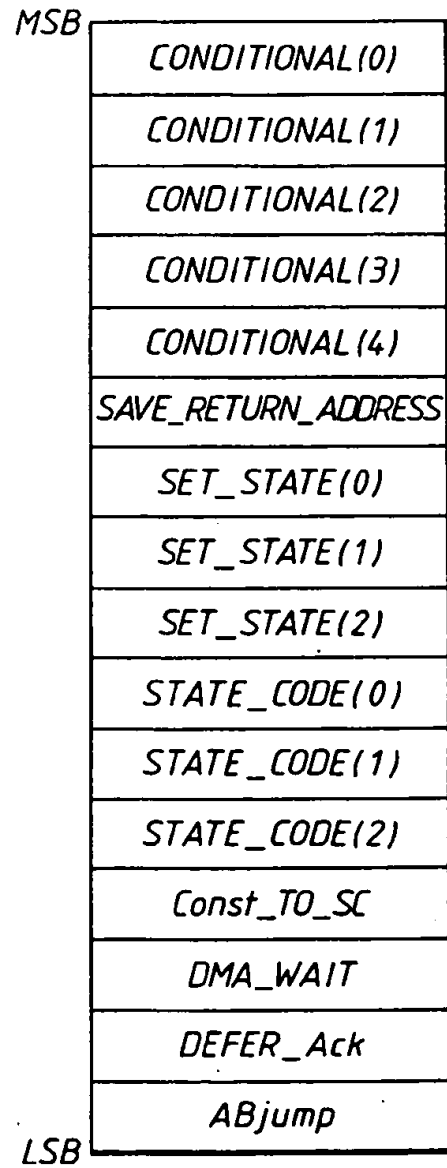 MSB
CONDITIONAL(0)
CONDITIONAL(1)
CONDITIONAL(2)
CONDITIONAL(3)
CONDITIONAL(4)
SAVE_RETURN_ADDRESS
SET_STATE(0)
SET_STATE(1)
SET_STATE(2)
STATE_CODE(0)
STATE_CODE(1)
STATE_CODE(2)
Const_TO_SC
DMA_WAIT
DEFER_Ack
ABjump
LSB